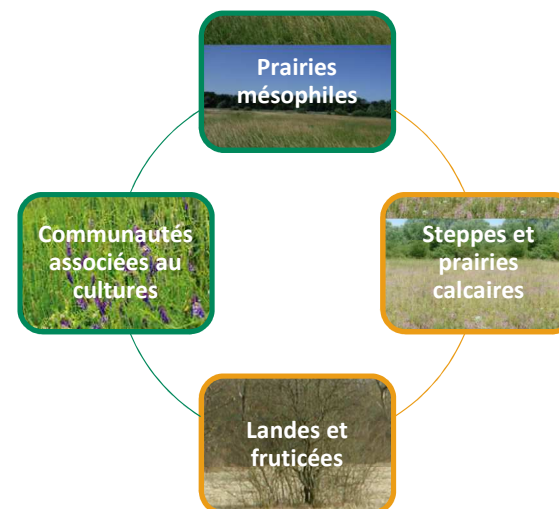 Prairies
mésophiles
Communautés
associées au
cultures
Steppes et
prairies
calcaires
Landes et
fruticées